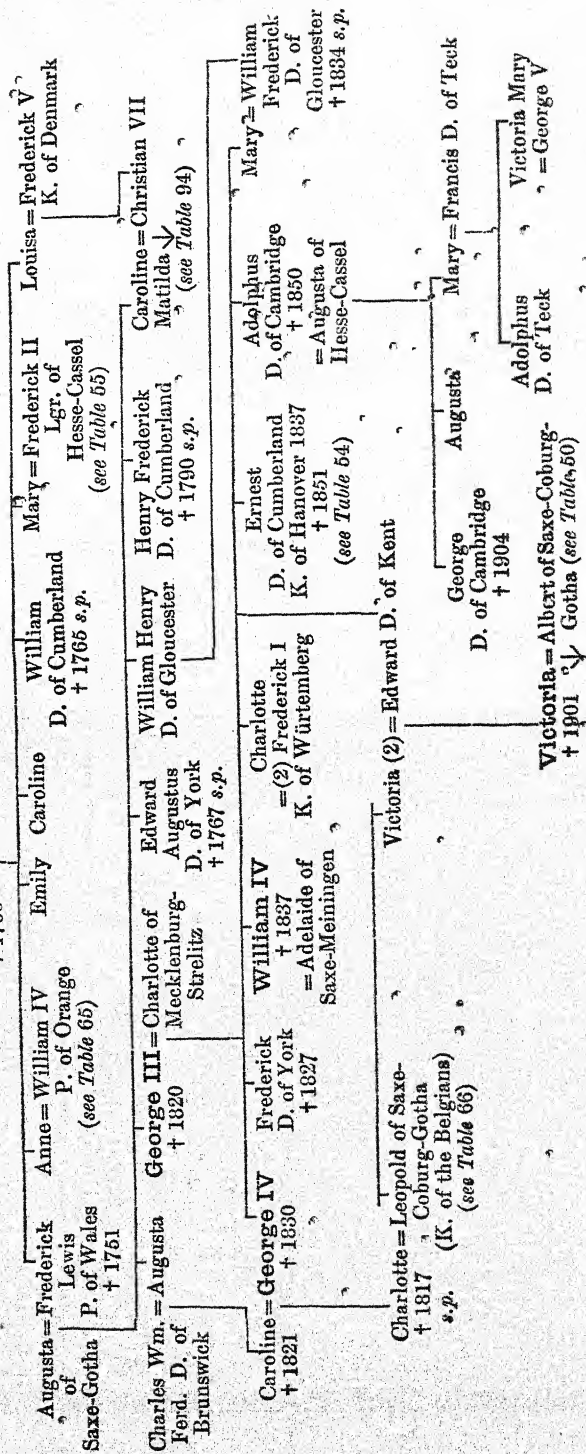 Augusta=Frederick
of Lewis
Saxe-Gotha P. of Wales
† 1751
Anne=William IV
P. of Orange
(see Table 65)
Emily
Caroline
William
D. of Cumberland
† 1765 s.p.
Mary=Frederick II
Lgr. of
Hesse-Cassel
(see Table 55)
Louisa=Frederick V
K. of Denmark
Charles Wm.=Augusta
Ferd. D. of
Brunswick
George III=Charlotte of
† 1820 Mecklenburg-
Strelitz
Edward
Augustus
D. of York
† 1767 s.p.
William Henry
D. of Gloucester
Henry Frederick
D. of Cumberland
† 1790 s.p.
Caroline=Christian VII
Matilda
(see Table 94)
Caroline=George IV
† 1821 † 1830
Frederick
D. of York
† 1827
William IV
† 1837
=Adelaide of
Saxe-Meiningen
Charlotte
=(2) Frederick I
K. of Würtemberg
Ernest
D. of Cumberland
K. of Hanover 1837
† 1851
(see Table 54)
Adolphus
D. of Cambridge
† 1850
=Augusta of
Hesse-Cassel
Mary=William
Frederick
D. of
Gloucester
† 1834 s.p.
Charlotte=Leopold of Saxe-
† 1817 Coburg-Gotha
s.p. (K. of the Belgians)
(see Table 66)
Victoria (2)=Edward D. of Kent
George
D. of Cambridge
† 1904
Augusta
Mary=Francis D. of Teck
Victoria=Albert of Saxe-Coburg-
† 1901 Gotha (see Table 50)
Adolphus
D. of Teck
Victoria Mary
=George V